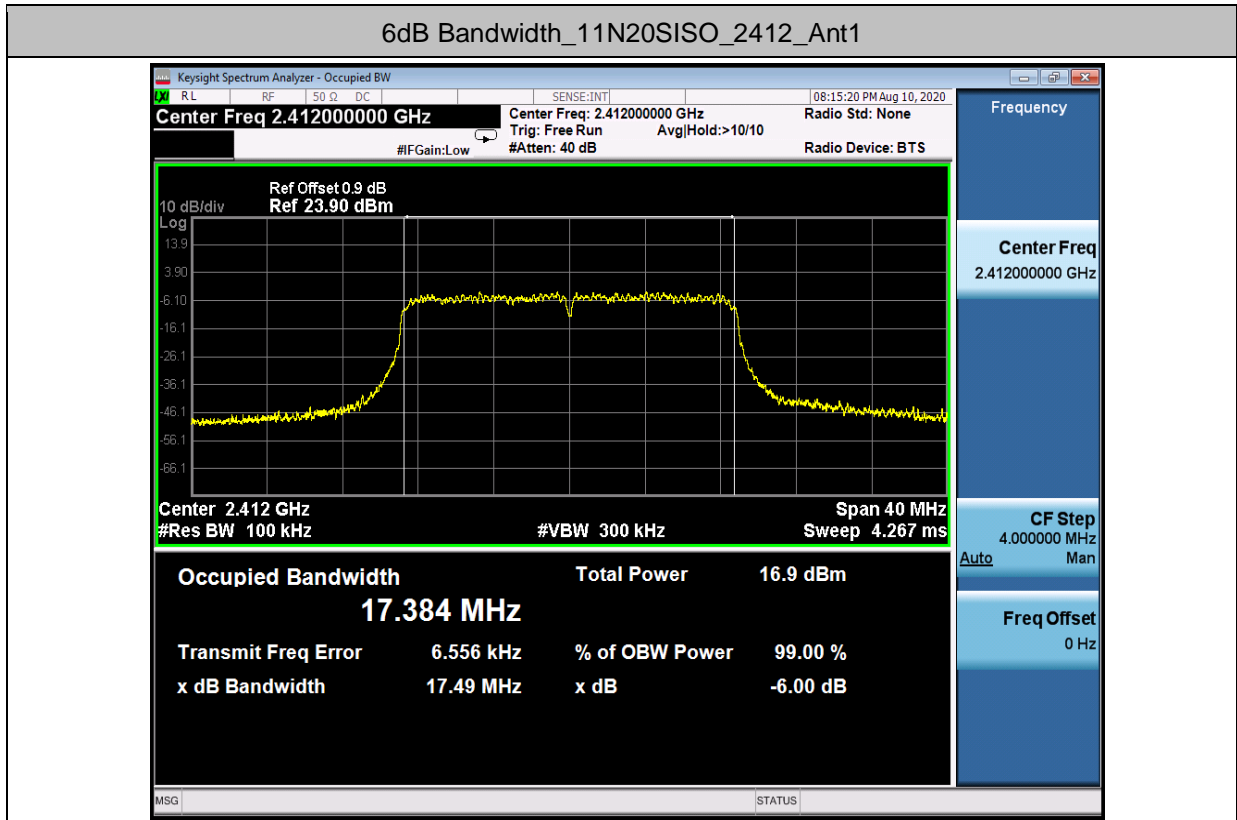 6dB Bandwidth_11N20SISO_2412_Ant1
Keysight Spectrum Analyzer - Occupied BW
LXI RL RF 50 Ω DC SENSE:INT 08:15:20 PM Aug 10, 2020
Center Freq 2.412000000 GHz
Center Freq: 2.412000000 GHz
Radio Std: None
Trig: Free Run Avg|Hold:>10/10
#IFGain:Low
#Atten: 40 dB
Radio Device: BTS
Ref Offset 0.9 dB
10 dB/div Ref 23.90 dBm
Log
13.9
3.90
-6.10
-16.1
-26.1
-36.1
-46.1
-56.1
-66.1
Center 2.412 GHz Span 40 MHz
#Res BW 100 kHz #VBW 300 kHz Sweep 4.267 ms
Occupied Bandwidth Total Power 16.9 dBm
17.384 MHz
Transmit Freq Error 6.556 kHz % of OBW Power 99.00 %
x dB Bandwidth 17.49 MHz x dB -6.00 dB
MSG STATUS
Frequency
Center Freq
2.412000000 GHz
CF Step
4.000000 MHz
Auto Man
Freq Offset
0 Hz